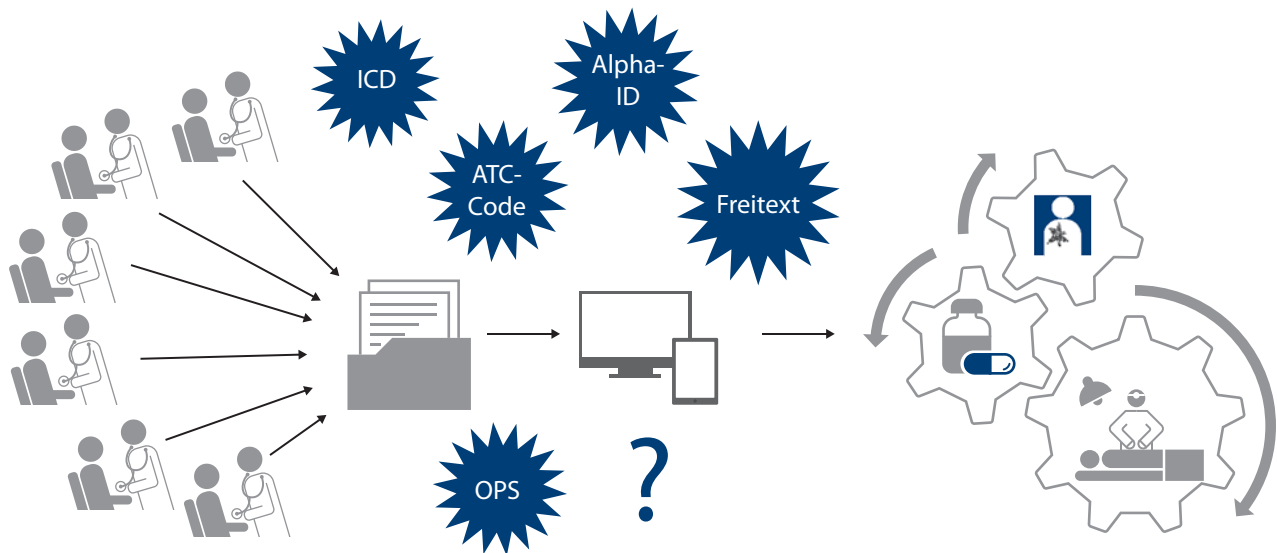 ICD
Alpha-
ID
ATC-
Code
Freitext
OPS
?